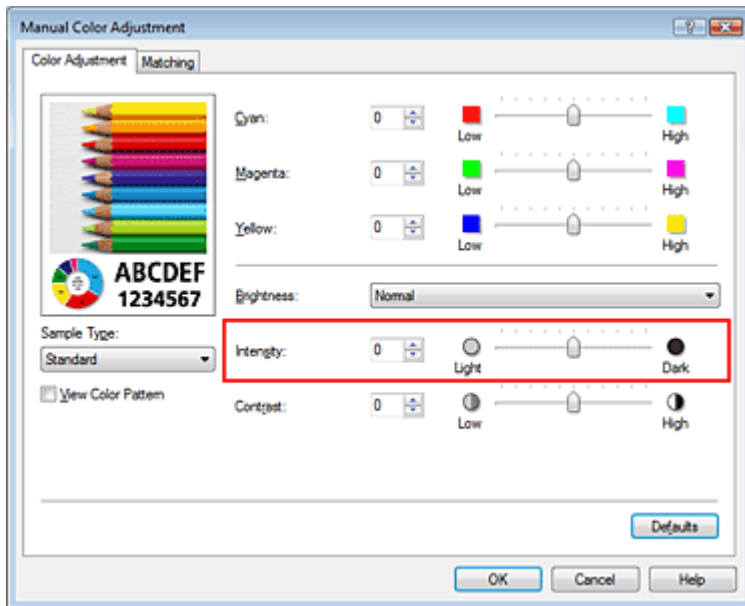 Manual Color Adjustment
Color Adjustment Matching
Cyan: 0 Low High
Magenta: 0 Low High
Yellow: 0 Low High
ABCDEF
1234567
Brightness: Normal
Sample Type:
Standard
Intensity: 0 Light Dark
View Color Pattern
Contrast: 0 Low High
Defaults
OK Cancel Help